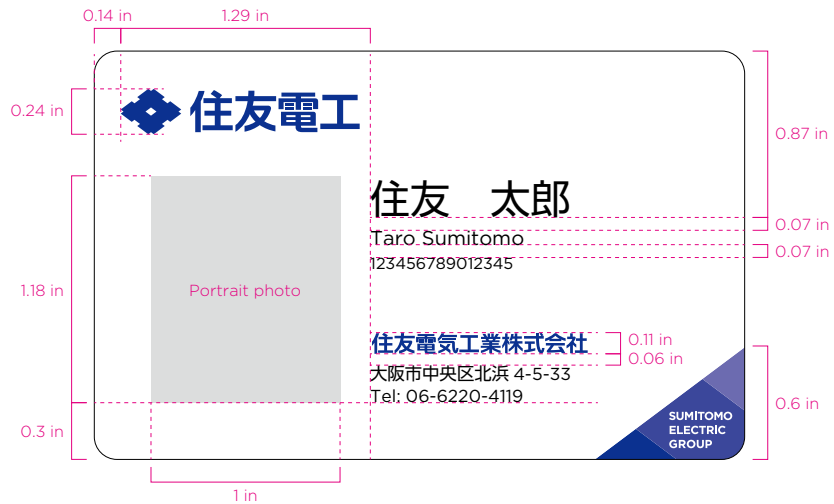 0.14 in
1.29 in
0.24 in
住友電工
0.87 in
住友　太郎
0.07 in
Taro Sumitomo
0.07 in
123456789012345
1.18 in
Portrait photo
住友電気工業株式会社
0.11 in
0.06 in
大阪市中央区北浜 4-5-33
Tel: 06-6220-4119
0.6 in
SUMITOMO
ELECTRIC
GROUP
0.3 in
1 in